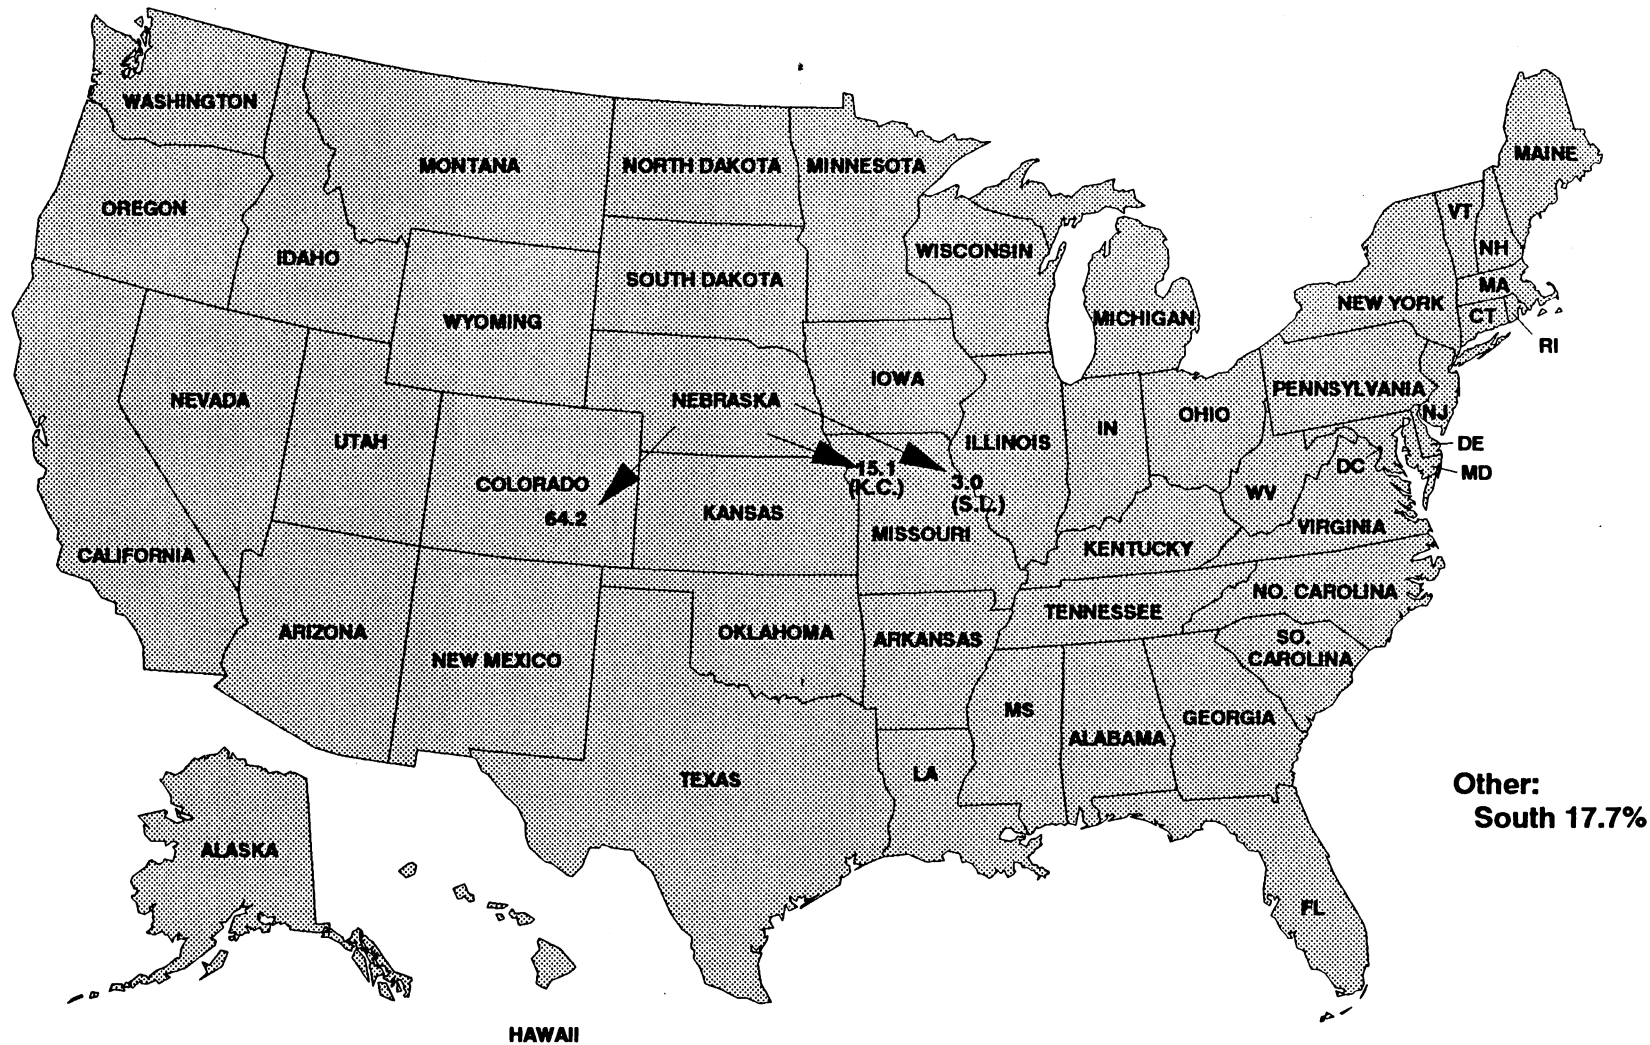 WASHINGTON
MONTANA
NORTH DAKOTA
MINNESOTA
MAINE
OREGON
VT
NH
IDAHO
WISCONSIN
SOUTH DAKOTA
MA
NEW YORK
WYOMING
MICHIGAN
CT
RI
IOWA
PENNSYLVANIA
NEVADA
NEBRASKA
OHIO
NJ
UTAH
ILLINOIS
IN
DE
DC
MD
15.1
(K.C.)
3.0
(S.L.)
COLORADO
64.2
WV
KANSAS
MISSOURI
VIRGINIA
CALIFORNIA
KENTUCKY
NO. CAROLINA
TENNESSEE
ARIZONA
OKLAHOMA
ARKANSAS
SO.
CAROLINA
NEW MEXICO
MS
GEORGIA
ALABAMA
TEXAS
LA
Other:
South 17.7%
ALASKA
FL
HAWAII